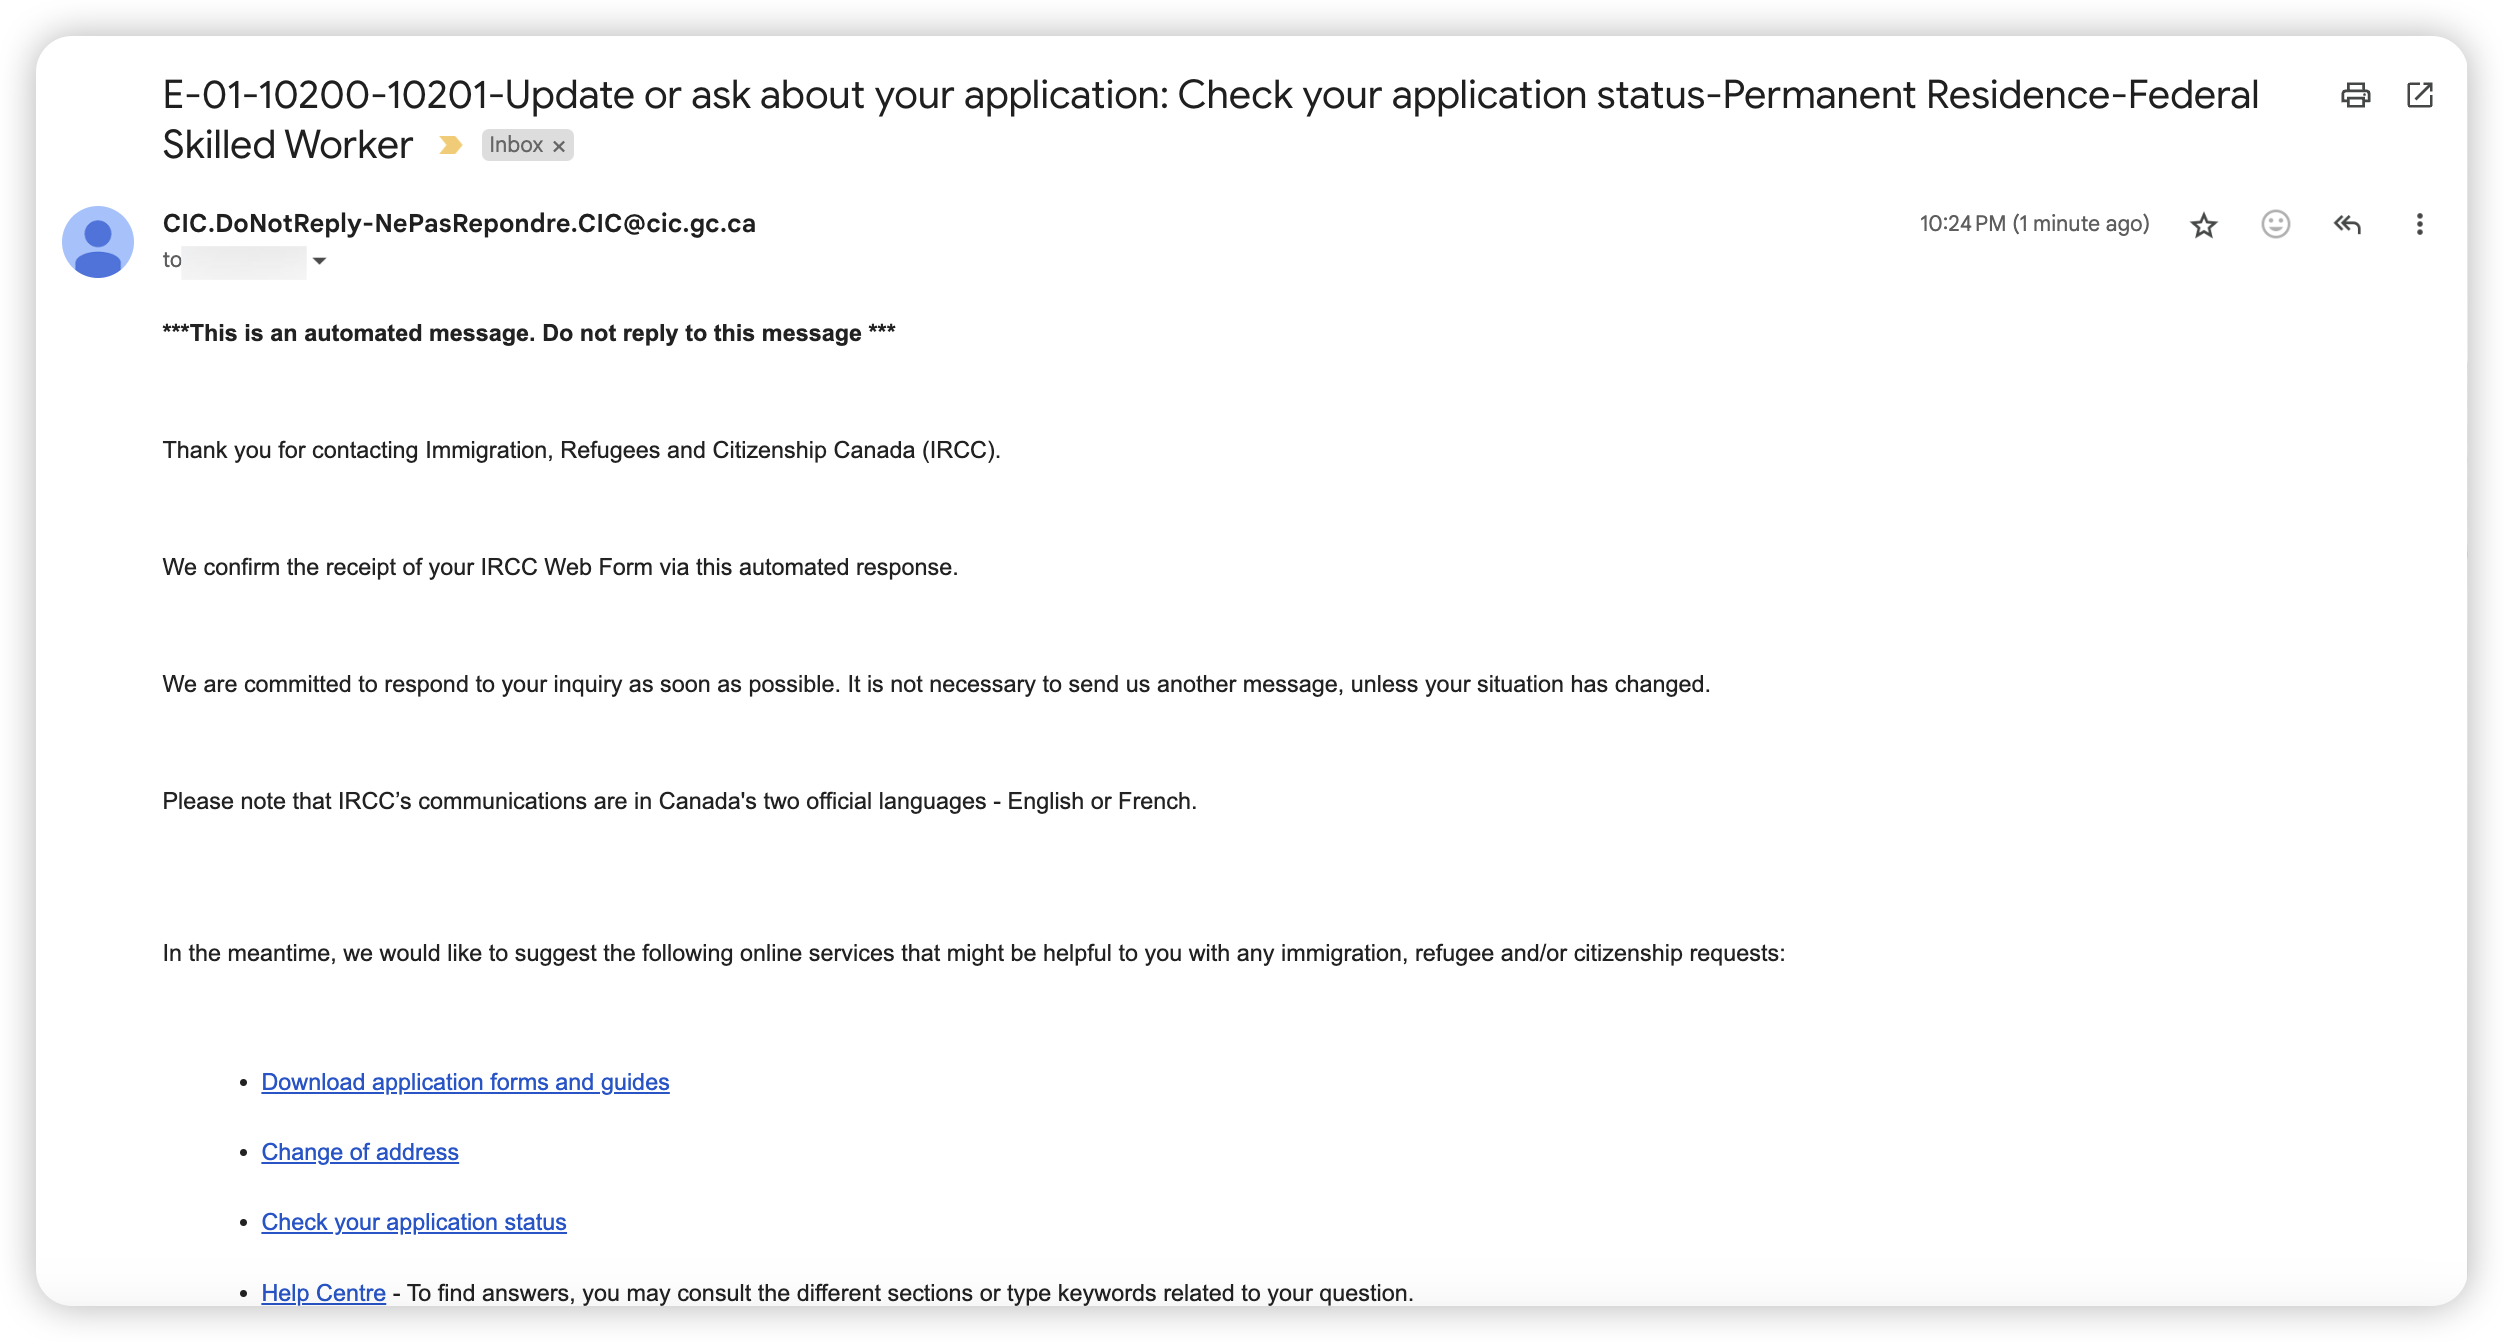 E-01-10200-10201-Update or ask about your application: Check your application status-Permanent Residence-Federal
Skilled Worker Inbox ×
CIC.DoNotReply-NePasRepondre.CIC@cic.gc.ca 10:24 PM (1 minute ago)
to
***This is an automated message. Do not reply to this message ***
Thank you for contacting Immigration, Refugees and Citizenship Canada (IRCC).
We confirm the receipt of your IRCC Web Form via this automated response.
We are committed to respond to your inquiry as soon as possible. It is not necessary to send us another message, unless your situation has changed.
Please note that IRCC’s communications are in Canada's two official languages - English or French.
In the meantime, we would like to suggest the following online services that might be helpful to you with any immigration, refugee and/or citizenship requests:
• Download application forms and guides
• Change of address
• Check your application status
• Help Centre - To find answers, you may consult the different sections or type keywords related to your question.